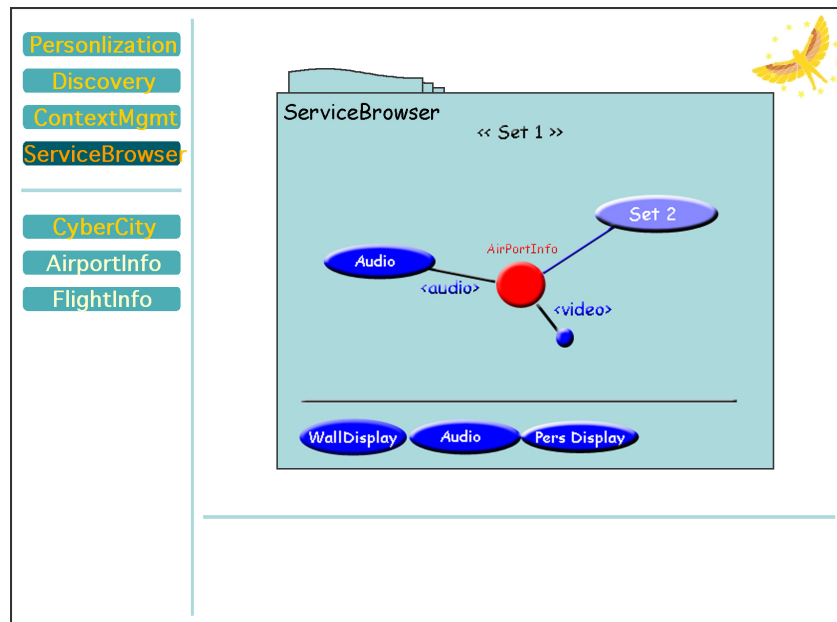 Personlization
Discovery
ContextMgmt
ServiceBrowser
CyberCity
AirportInfo
FlightInfo
ServiceBrowser
<< Set 1 >>
Set 2
AirPortInfo
Audio
<audio>
<video>
WallDisplay
Audio
Pers Display